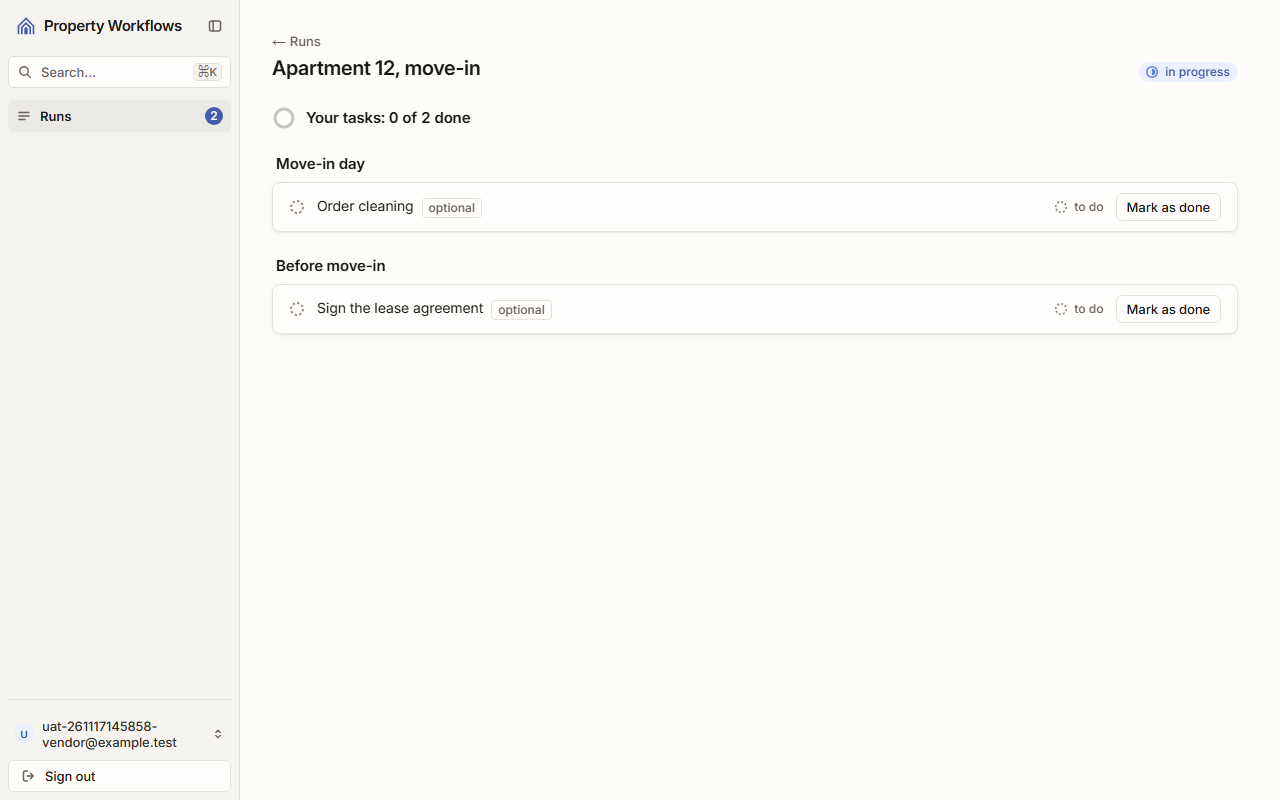 Property Workflows
Search...
⌘K
Runs
2
← Runs
Apartment 12, move-in
in progress
Your tasks: 0 of 2 done
Move-in day
Order cleaning optional
to do
Mark as done
Before move-in
Sign the lease agreement optional
to do
Mark as done
U
uat-261117145858-
vendor@example.test
Sign out